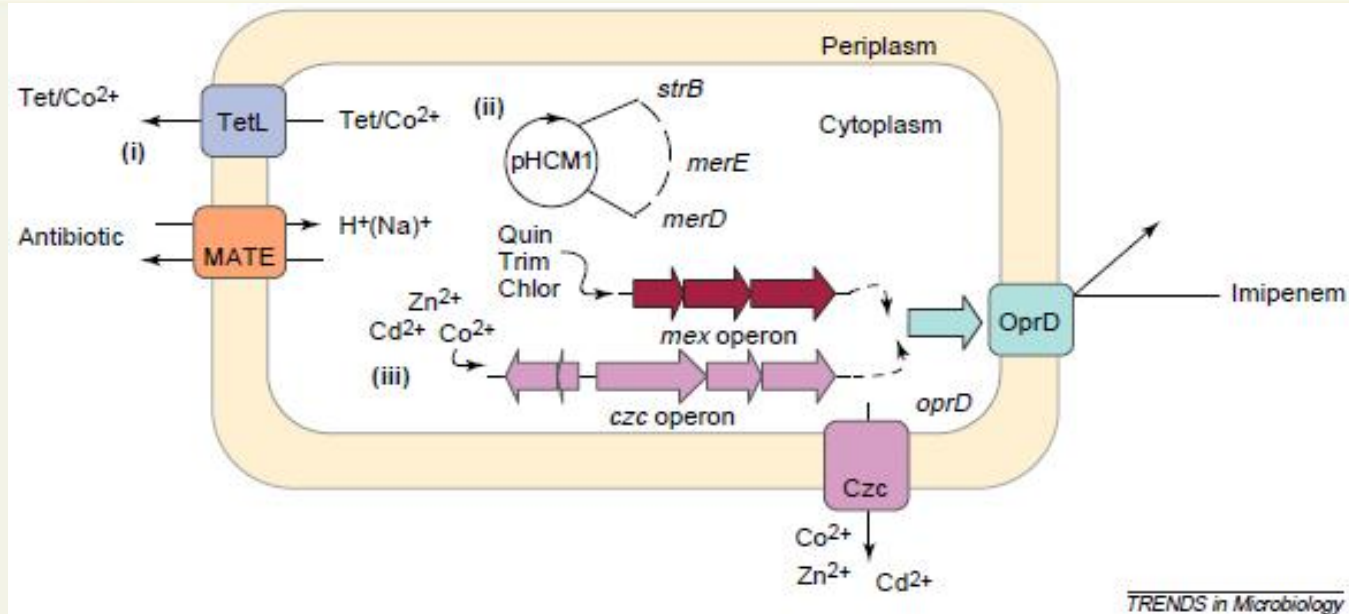 Periplasm
Tet/Co2+
TetL
Tet/Co2+
(i)
(ii)
strB
Cytoplasm
pHCM1
merE
merD
Antibiotic
MATE
H+(Na)+
Quin
Trim
Chlor
mex operon
OprD
Imipenem
Zn2+
Cd2+ Co2+
(iii)
czc operon
oprD
Czc
Co2+
Zn2+ Cd2+
TRENDS in Microbiology